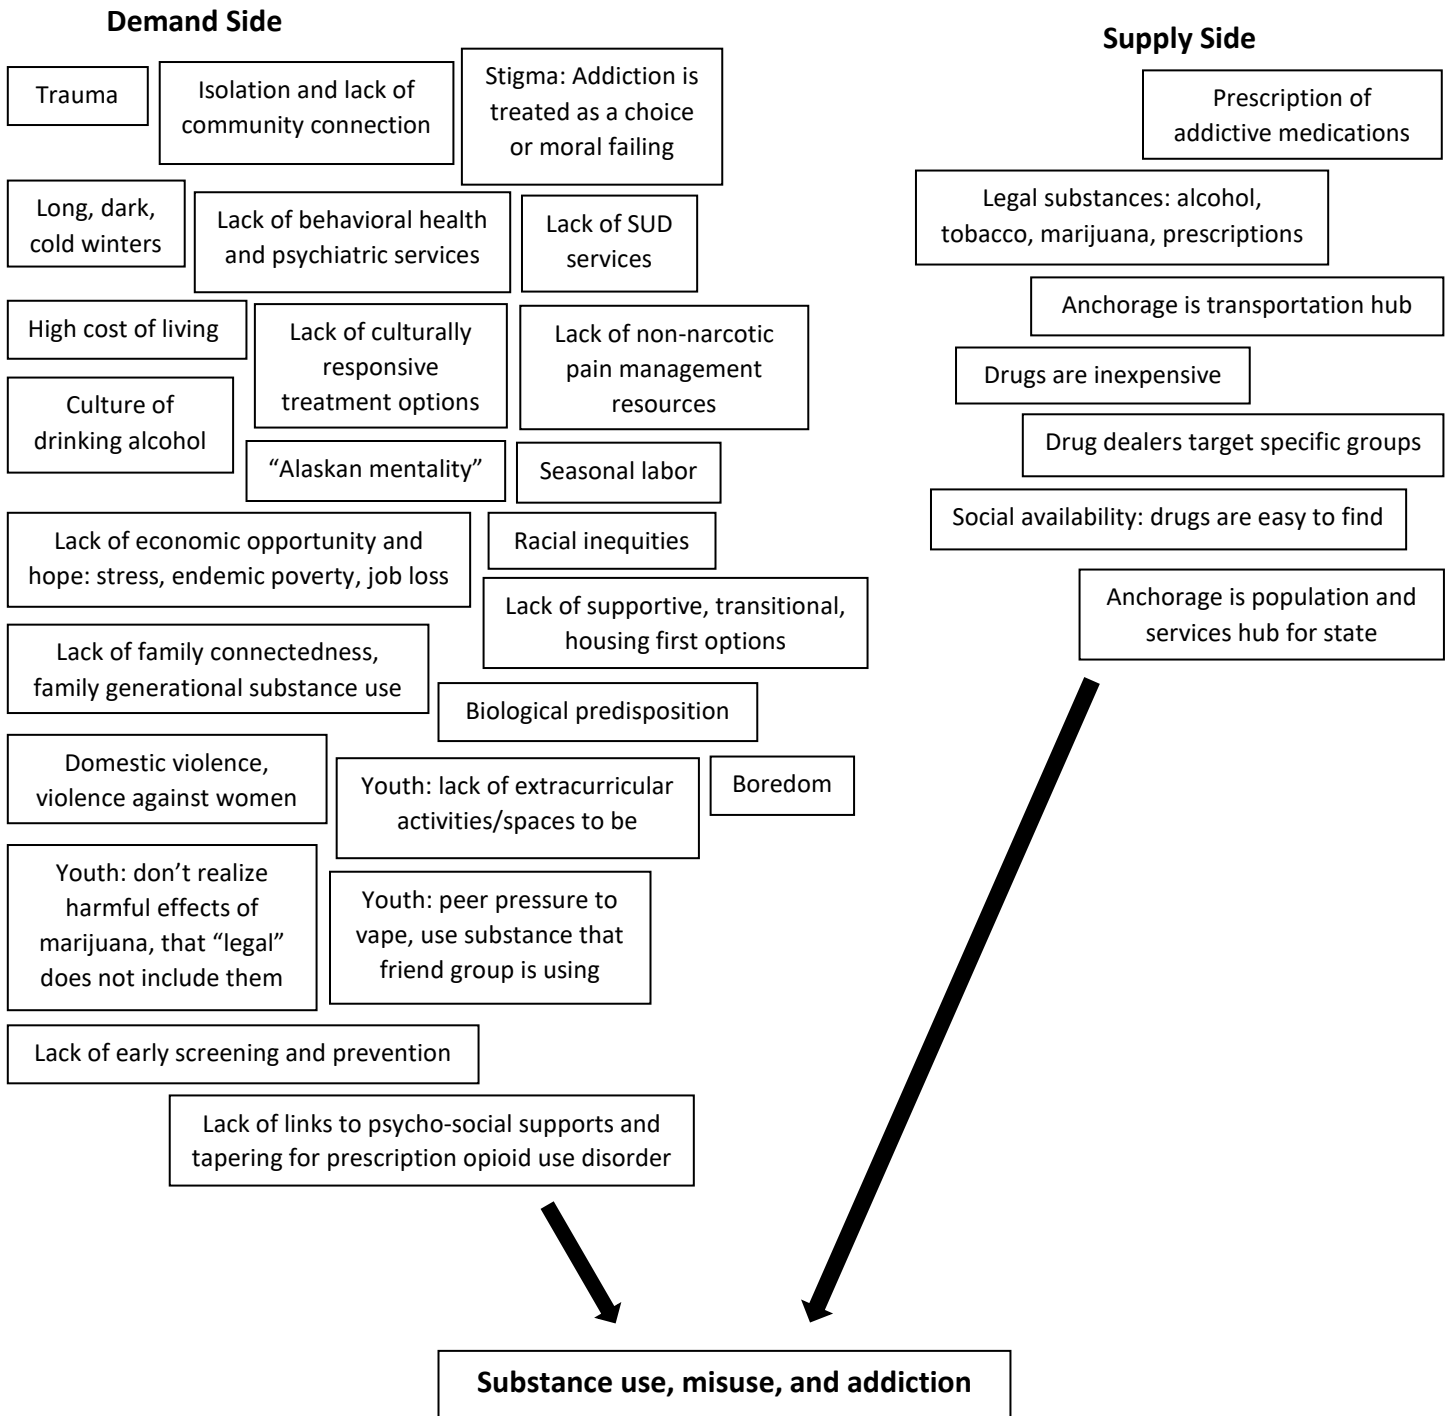 Demand Side
Trauma
Isolation and lack of
community connection
Stigma: Addiction is
treated as a choice
or moral failing
Long, dark,
cold winters
Lack of behavioral health
and psychiatric services
Lack of SUD
services
High cost of living
Lack of culturally
responsive
treatment options
Lack of non-narcotic
pain management
resources
Culture of
drinking alcohol
“Alaskan mentality”
Seasonal labor
Lack of economic opportunity and
hope: stress, endemic poverty, job loss
Racial inequities
Lack of supportive, transitional,
housing first options
Lack of family connectedness,
family generational substance use
Biological predisposition
Domestic violence,
violence against women
Youth: lack of extracurricular
activities/spaces to be
Boredom
Youth: don’t realize
harmful effects of
marijuana, that “legal”
does not include them
Youth: peer pressure to
vape, use substance that
friend group is using
Lack of early screening and prevention
Lack of links to psycho-social supports and
tapering for prescription opioid use disorder
Supply Side
Prescription of
addictive medications
Legal substances: alcohol,
tobacco, marijuana, prescriptions
Anchorage is transportation hub
Drugs are inexpensive
Drug dealers target specific groups
Social availability: drugs are easy to find
Anchorage is population and
services hub for state
Substance use, misuse, and addiction